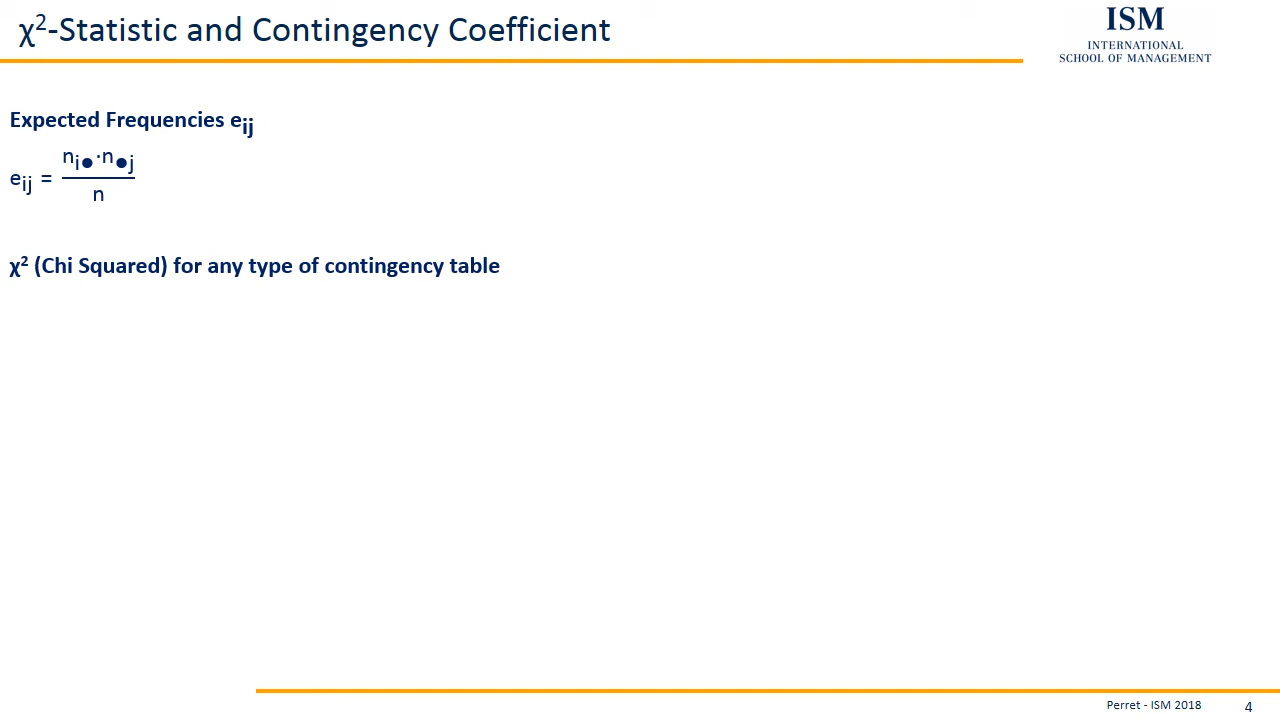 χ²-Statistic and Contingency Coefficient
ISM
INTERNATIONAL
SCHOOL OF MANAGEMENT
Expected Frequencies eij
eij = ni●·n●j / n
χ² (Chi Squared) for any type of contingency table
Perret - ISM 2018
4